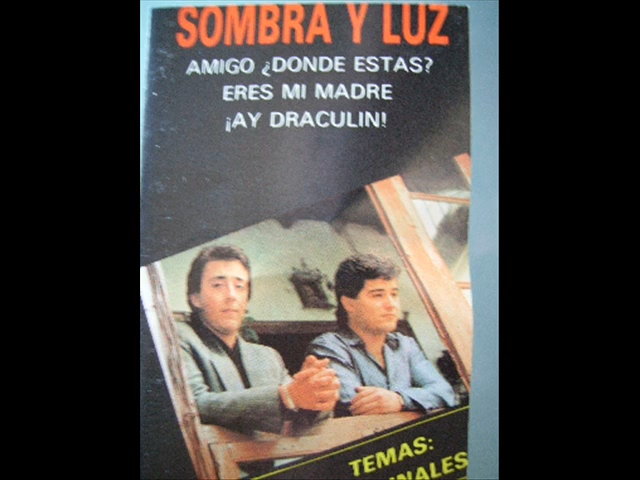 SOMBRA Y LUZ
AMIGO ¿DONDE ESTAS?
ERES MI MADRE
¡AY DRACULIN!
TEMAS: